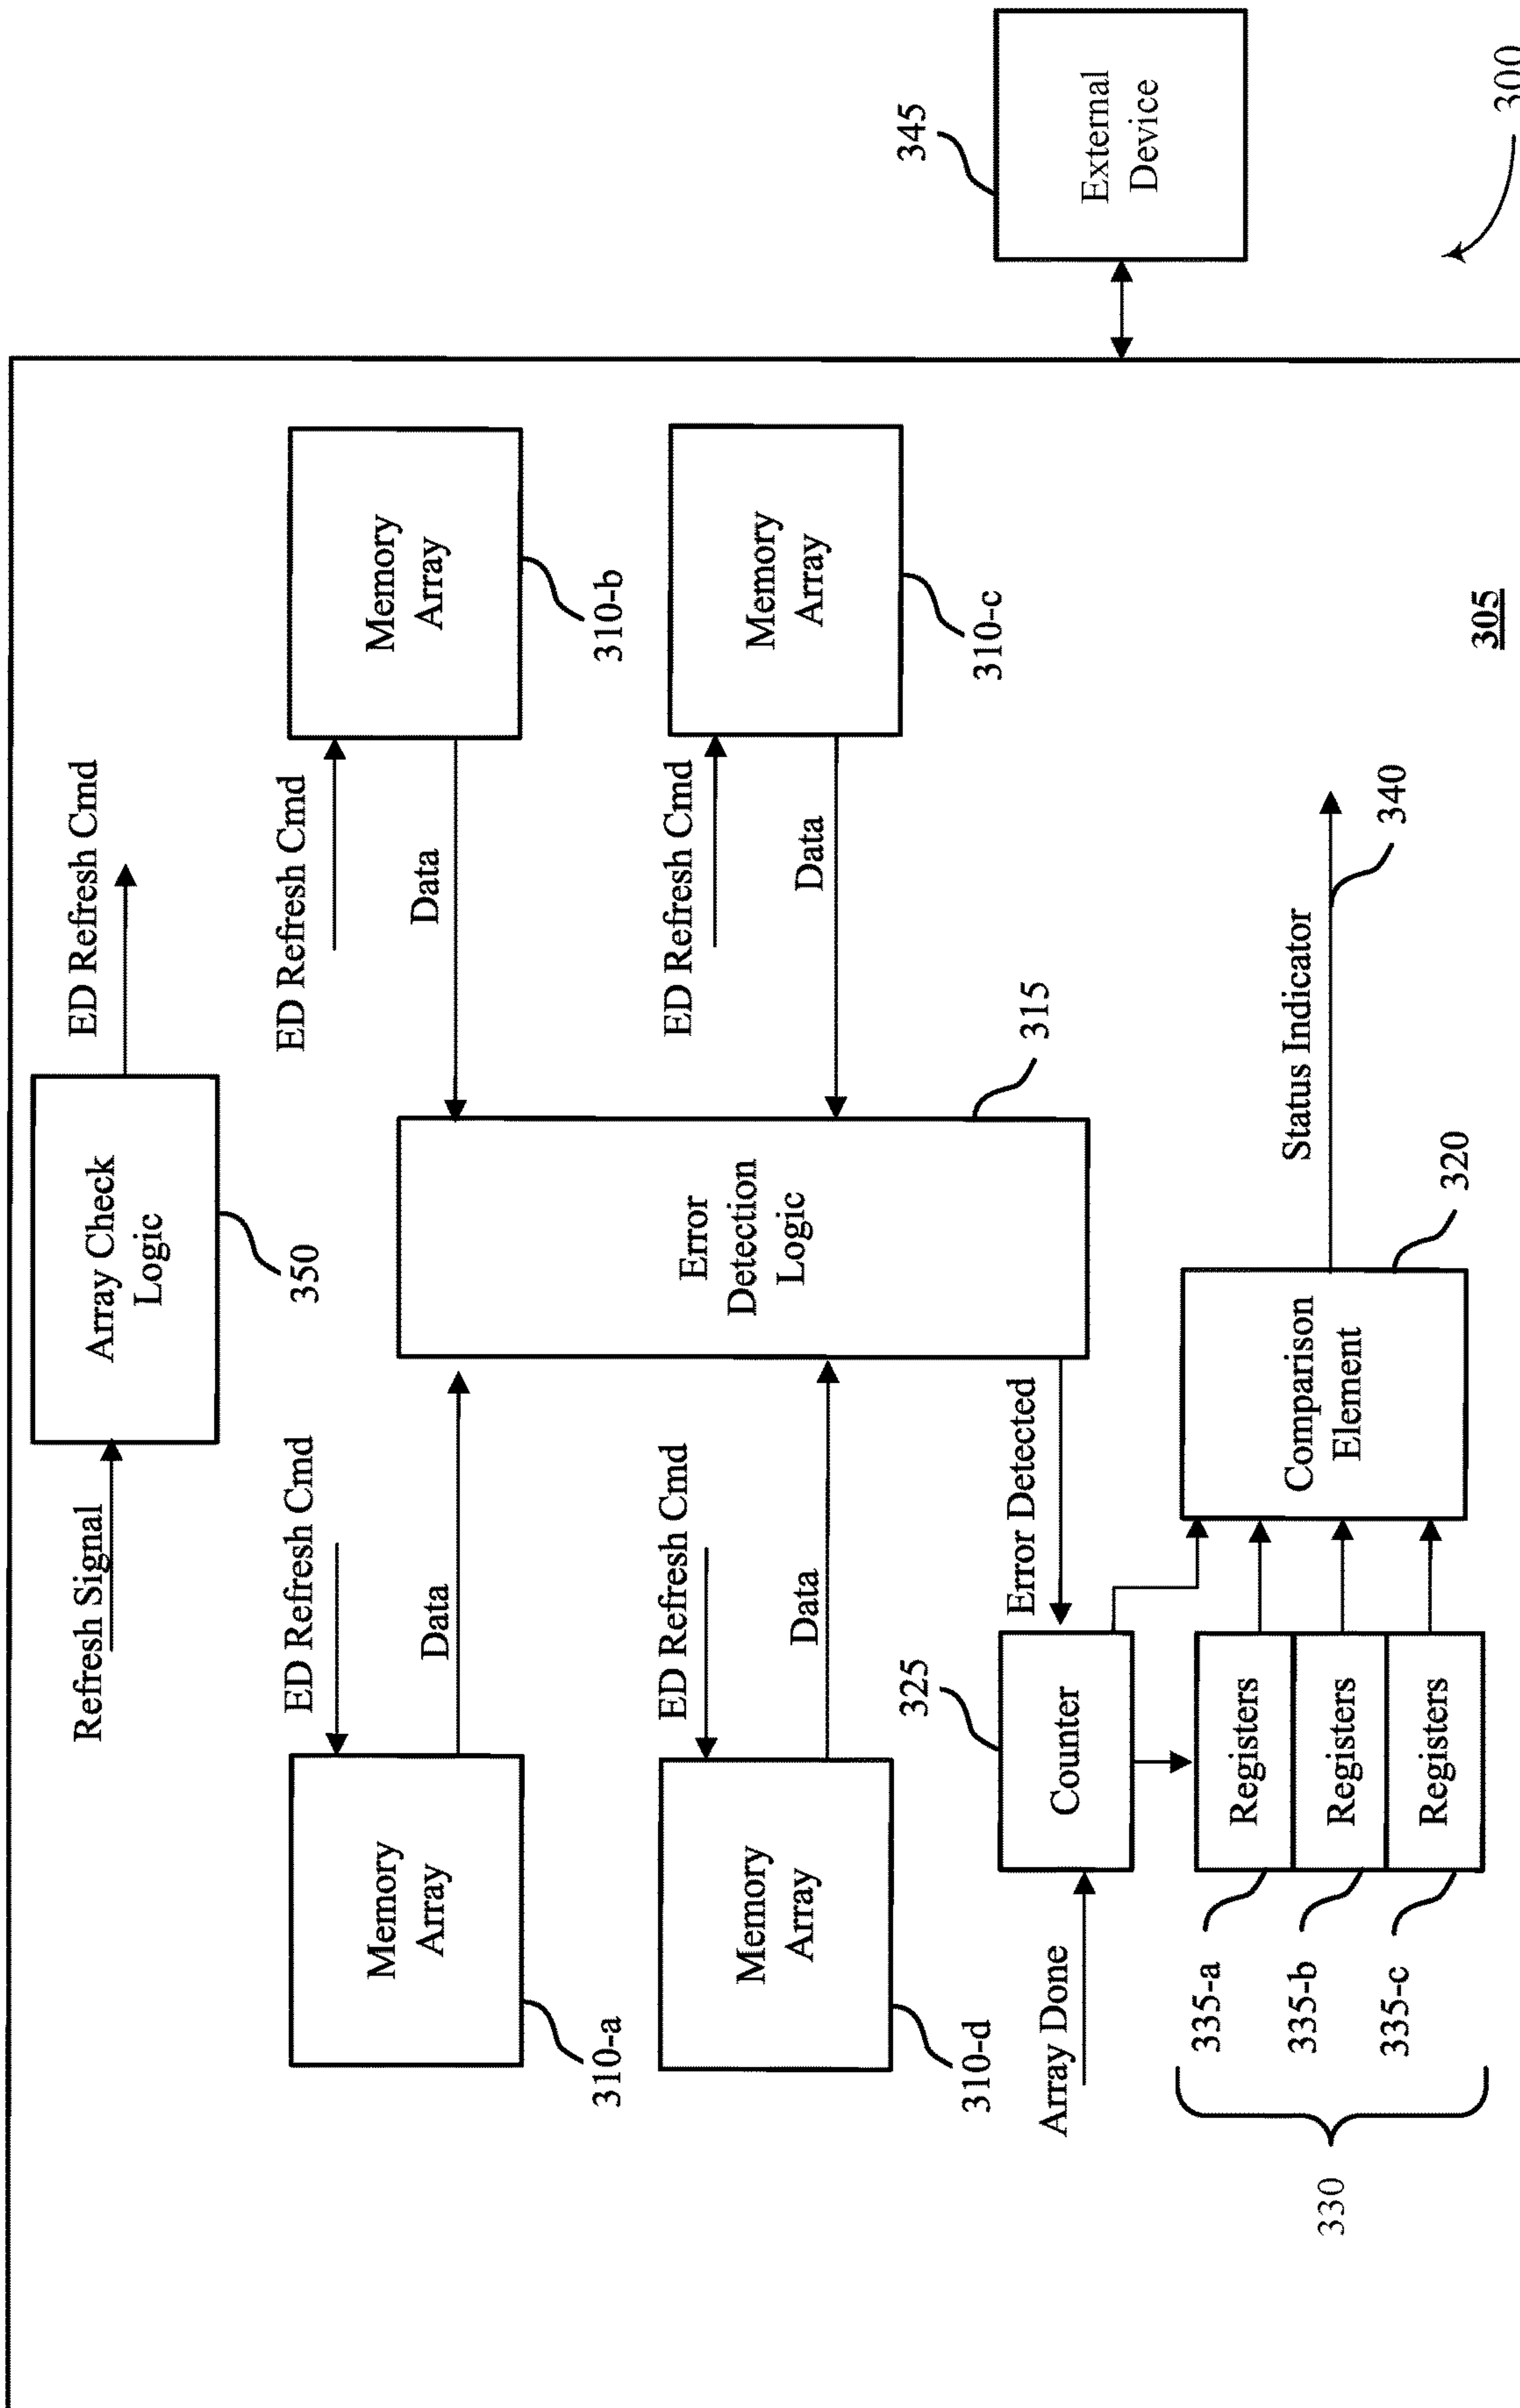 Refresh Signal
Array Check
Logic
350
ED Refresh Cmd
ED Refresh Cmd
Memory
Array
310-a
Data
ED Refresh Cmd
Memory
Array
310-b
Data
ED Refresh Cmd
Memory
Array
310-d
Data
ED Refresh Cmd
Memory
Array
310-c
Data
Error
Detection
Logic
315
Error Detected
Array Done
Counter
325
Registers
Registers
Registers
335-a
335-b
335-c
330
Comparison
Element
320
Status Indicator
340
305
345
External
Device
300